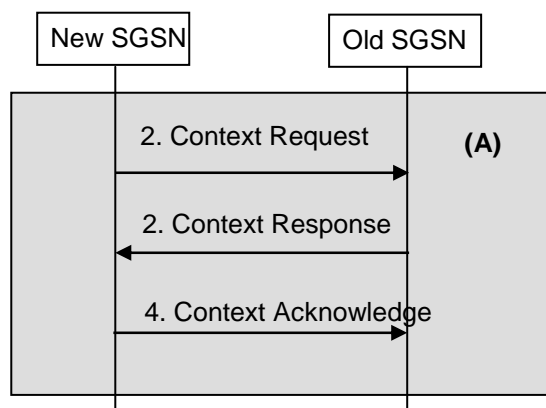 New SGSN
Old SGSN
2. Context Request
(A)
2. Context Response
4. Context Acknowledge